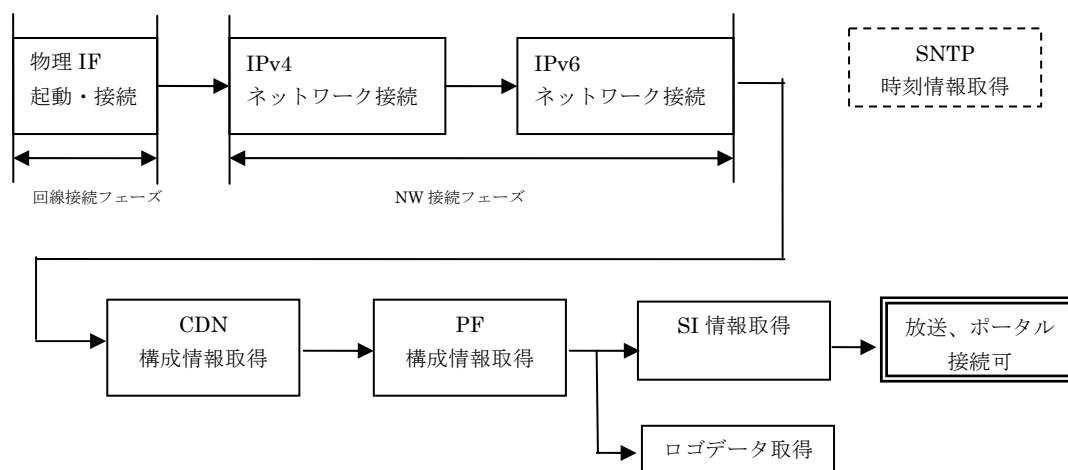 物理 IF
起動・接続
IPv4
ネットワーク接続
IPv6
ネットワーク接続
SNTP
時刻情報取得
回線接続フェーズ
NW 接続フェーズ
CDN
構成情報取得
PF
構成情報取得
SI 情報取得
放送、ポータル
接続可
ロゴデータ取得